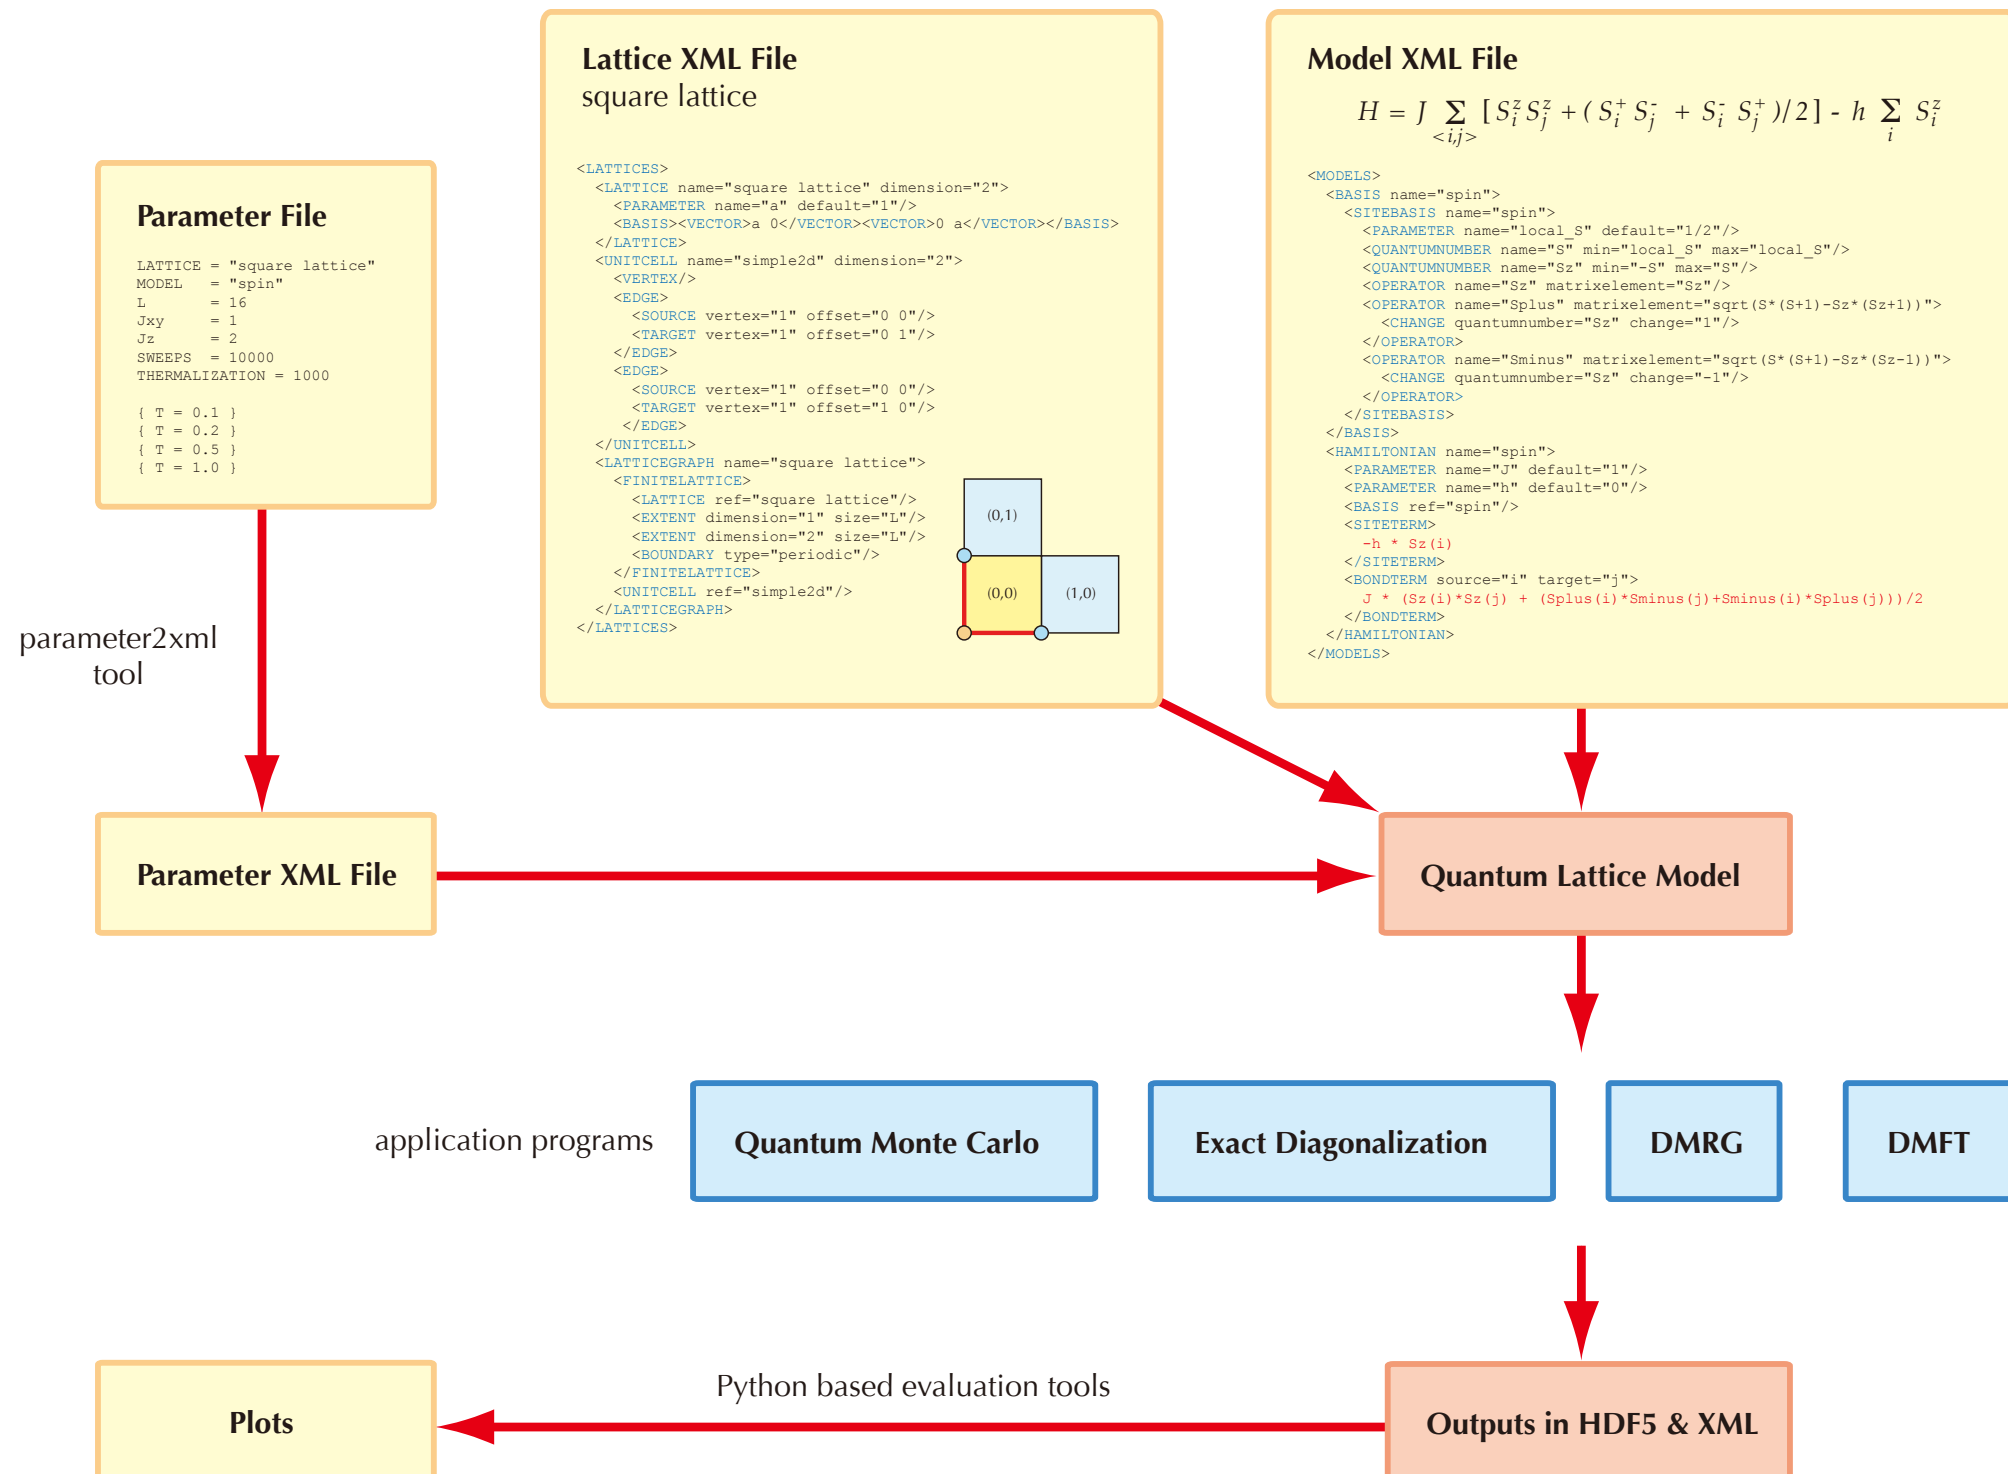 Parameter File
LATTICE = "square lattice"
MODEL   = "spin"
L       = 16
Jxy     = 1
Jz      = 2
SWEEPS  = 10000
THERMALIZATION = 1000
{ T = 0.1 }
{ T = 0.2 }
{ T = 0.5 }
{ T = 1.0 }
Lattice XML File
square lattice
<LATTICES>
<LATTICE name="square lattice" dimension="2">
<PARAMETER name="a" default="1"/>
<BASIS><VECTOR>a 0</VECTOR><VECTOR>0 a</VECTOR></BASIS>
</LATTICE>
<UNITCELL name="simple2d" dimension="2">
<VERTEX/>
<EDGE>
<SOURCE vertex="1" offset="0 0"/>
<TARGET vertex="1" offset="0 1"/>
</EDGE>
<EDGE>
<SOURCE vertex="1" offset="0 0"/>
<TARGET vertex="1" offset="1 0"/>
</EDGE>
</UNITCELL>
<LATTICEGRAPH name="square lattice">
<FINITELATTICE>
<LATTICE ref="square lattice"/>
<EXTENT dimension="1" size="L"/>
<EXTENT dimension="2" size="L"/>
<BOUNDARY type="periodic"/>
</FINITELATTICE>
<UNITCELL ref="simple2d"/>
</LATTICEGRAPH>
</LATTICES>
(0,1)
(0,0) (1,0)
Model XML File
H = J Σ_{<i,j>} [ S_i^z S_j^z + ( S_i^+ S_j^- + S_i^- S_j^+ )/2 ] - h Σ_i S_i^z
<MODELS>
<BASIS name="spin">
<SITEBASIS name="spin">
<PARAMETER name="local_S" default="1/2"/>
<QUANTUMNUMBER name="S" min="local_S" max="local_S"/>
<QUANTUMNUMBER name="Sz" min="-S" max="S"/>
<OPERATOR name="Sz" matrixelement="Sz"/>
<OPERATOR name="Splus" matrixelement="sqrt(S*(S+1)-Sz*(Sz+1))">
<CHANGE quantumnumber="Sz" change="1"/>
</OPERATOR>
<OPERATOR name="Sminus" matrixelement="sqrt(S*(S+1)-Sz*(Sz-1))">
<CHANGE quantumnumber="Sz" change="-1"/>
</OPERATOR>
</SITEBASIS>
</BASIS>
<HAMILTONIAN name="spin">
<PARAMETER name="J" default="1"/>
<PARAMETER name="h" default="0"/>
<BASIS ref="spin"/>
<SITETERM>
-h * Sz(i)
</SITETERM>
<BONDTERM source="i" target="j">
J * (Sz(i)*Sz(j) + (Splus(i)*Sminus(j)+Sminus(i)*Splus(j)))/2
</BONDTERM>
</HAMILTONIAN>
</MODELS>
parameter2xml
tool
Parameter XML File
Quantum Lattice Model
application programs
Quantum Monte Carlo
Exact Diagonalization
DMRG
DMFT
Python based evaluation tools
Plots
Outputs in HDF5 & XML